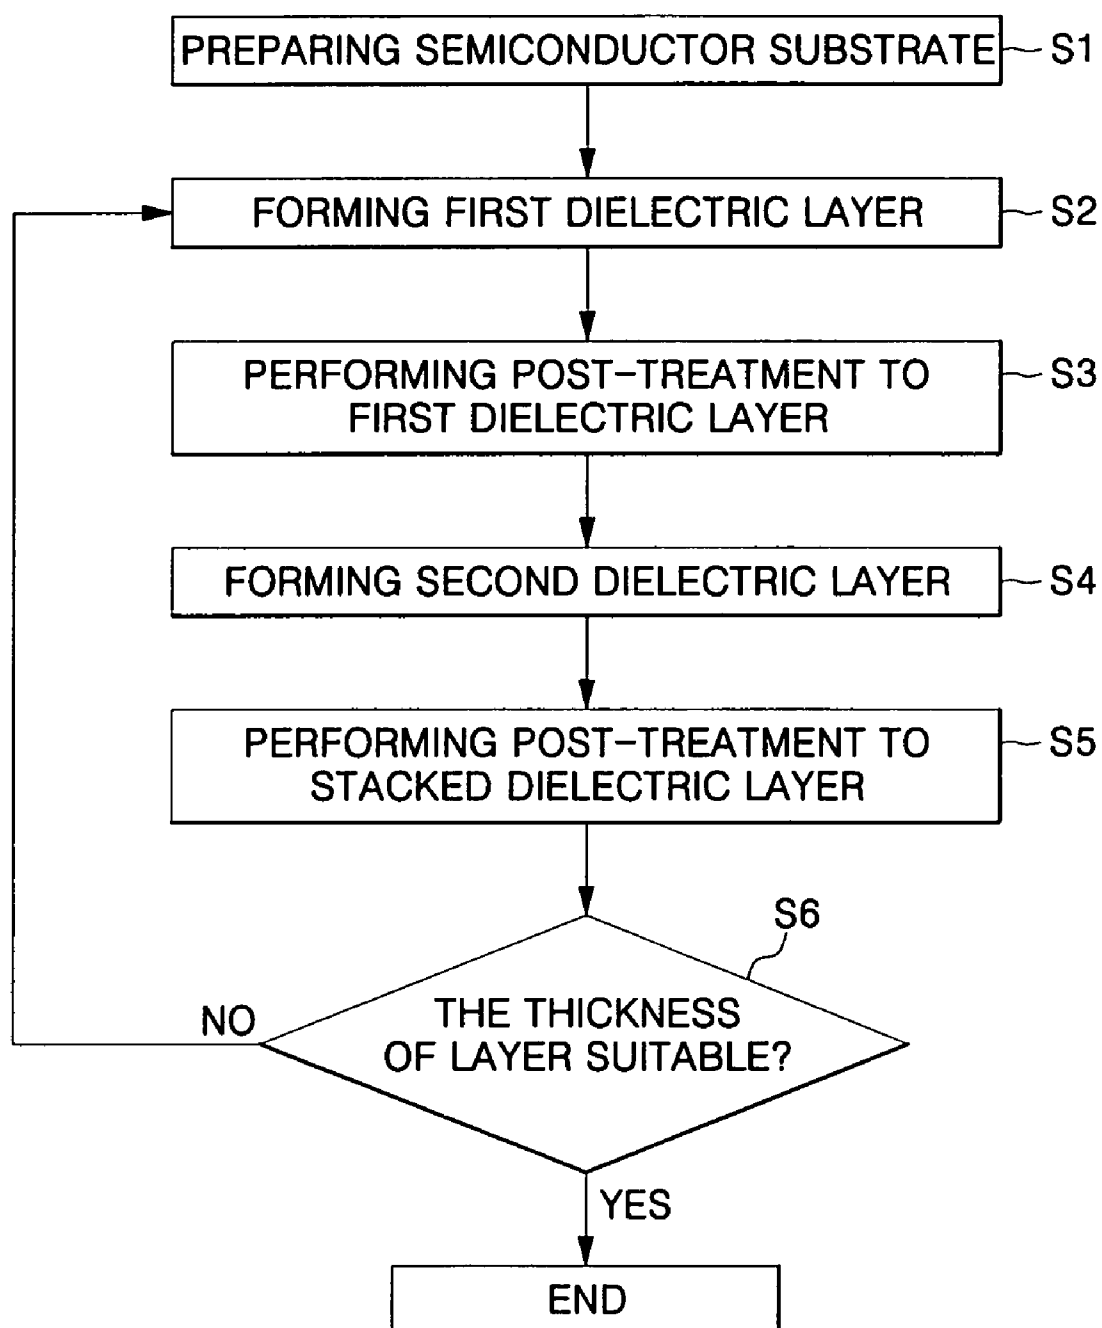 PREPARING SEMICONDUCTOR SUBSTRATE
S1
FORMING FIRST DIELECTRIC LAYER
S2
PERFORMING POST-TREATMENT TO
FIRST DIELECTRIC LAYER
S3
FORMING SECOND DIELECTRIC LAYER
S4
PERFORMING POST-TREATMENT TO
STACKED DIELECTRIC LAYER
S5
S6
THE THICKNESS
OF LAYER SUITABLE?
NO
YES
END